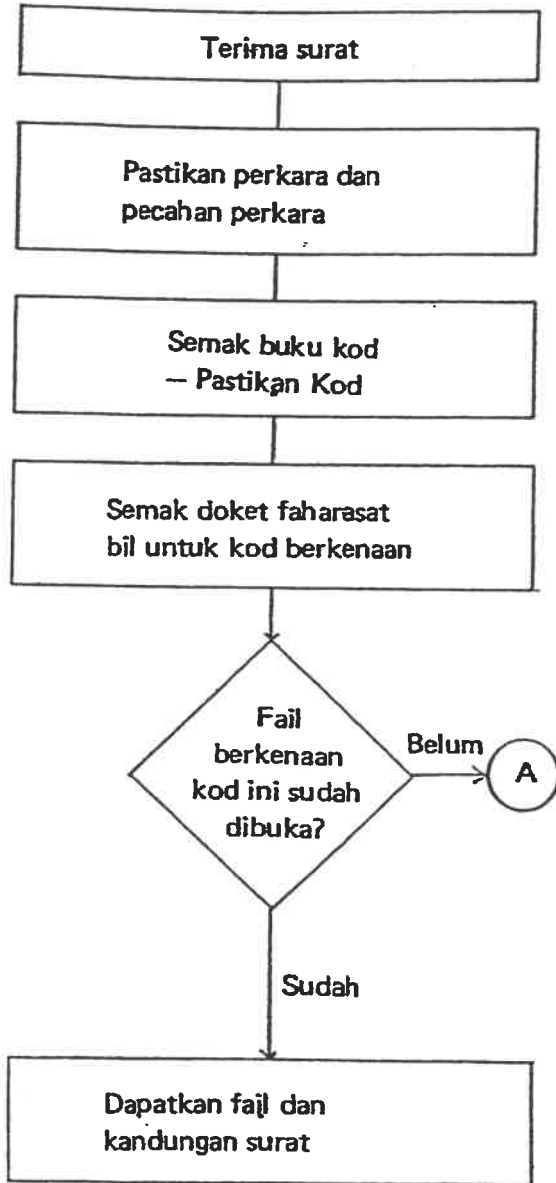 Terima surat
Pastikan perkara dan
pecahan perkara
Semak buku kod
— Pastikan Kod
Semak doket faharasat
bil untuk kod berkenaan
Fail
berkenaan
kod ini sudah
dibuka?
Belum
A
Sudah
Dapatkan fail dan
kandungan surat